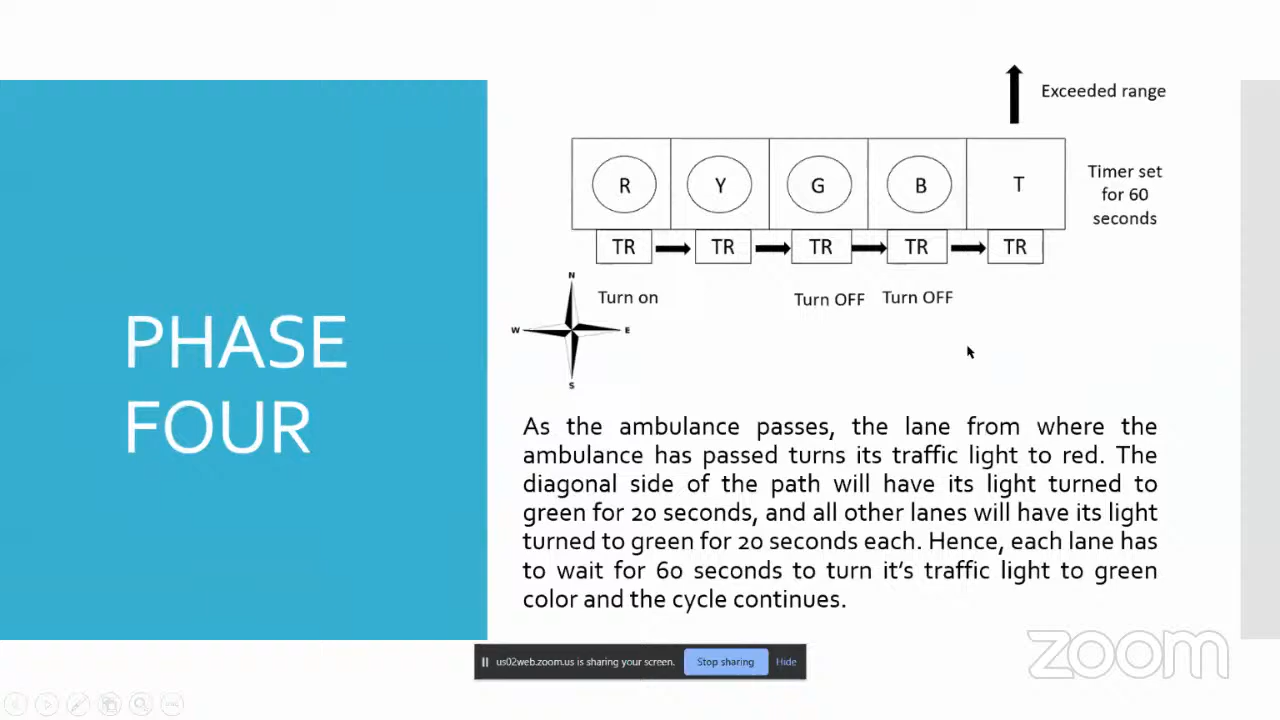 PHASE
FOUR
Exceeded range
R Y G B T
Timer set
for 60
seconds
TR TR TR TR TR
Turn on Turn OFF Turn OFF
N
W E
S
As the ambulance passes, the lane from where the
ambulance has passed turns its traffic light to red. The
diagonal side of the path will have its light turned to
green for 20 seconds, and all other lanes will have its light
turned to green for 20 seconds each. Hence, each lane has
to wait for 60 seconds to turn it's traffic light to green
color and the cycle continues.
zoom
us02web.zoom.us is sharing your screen. Stop sharing Hide